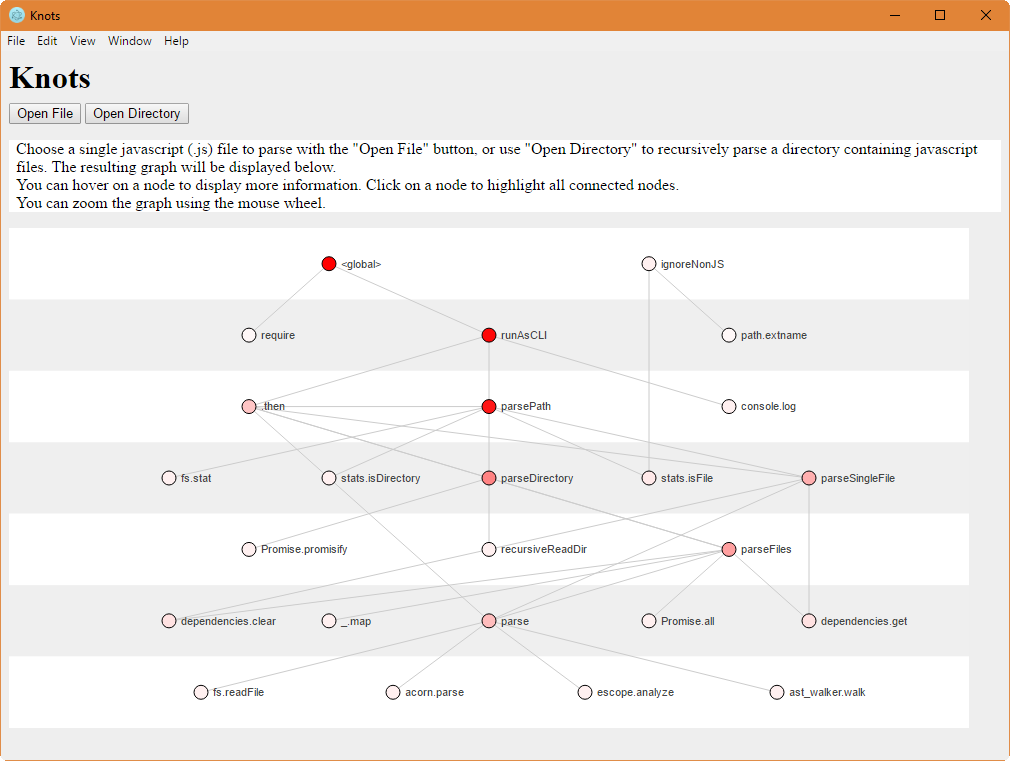 Knots
File Edit View Window Help
Knots
Open File Open Directory
Choose a single javascript (.js) file to parse with the "Open File" button, or use "Open Directory" to recursively parse a directory containing javascript
files. The resulting graph will be displayed below.
You can hover on a node to display more information. Click on a node to highlight all connected nodes.
You can zoom the graph using the mouse wheel.
<global> ignoreNonJS
require runAsCLI path.extname
.then parsePath console.log
fs.stat stats.isDirectory parseDirectory stats.isFile parseSingleFile
Promise.promisify recursiveReadDir parseFiles
dependencies.clear _.map parse Promise.all dependencies.get
fs.readFile acorn.parse escope.analyze ast_walker.walk